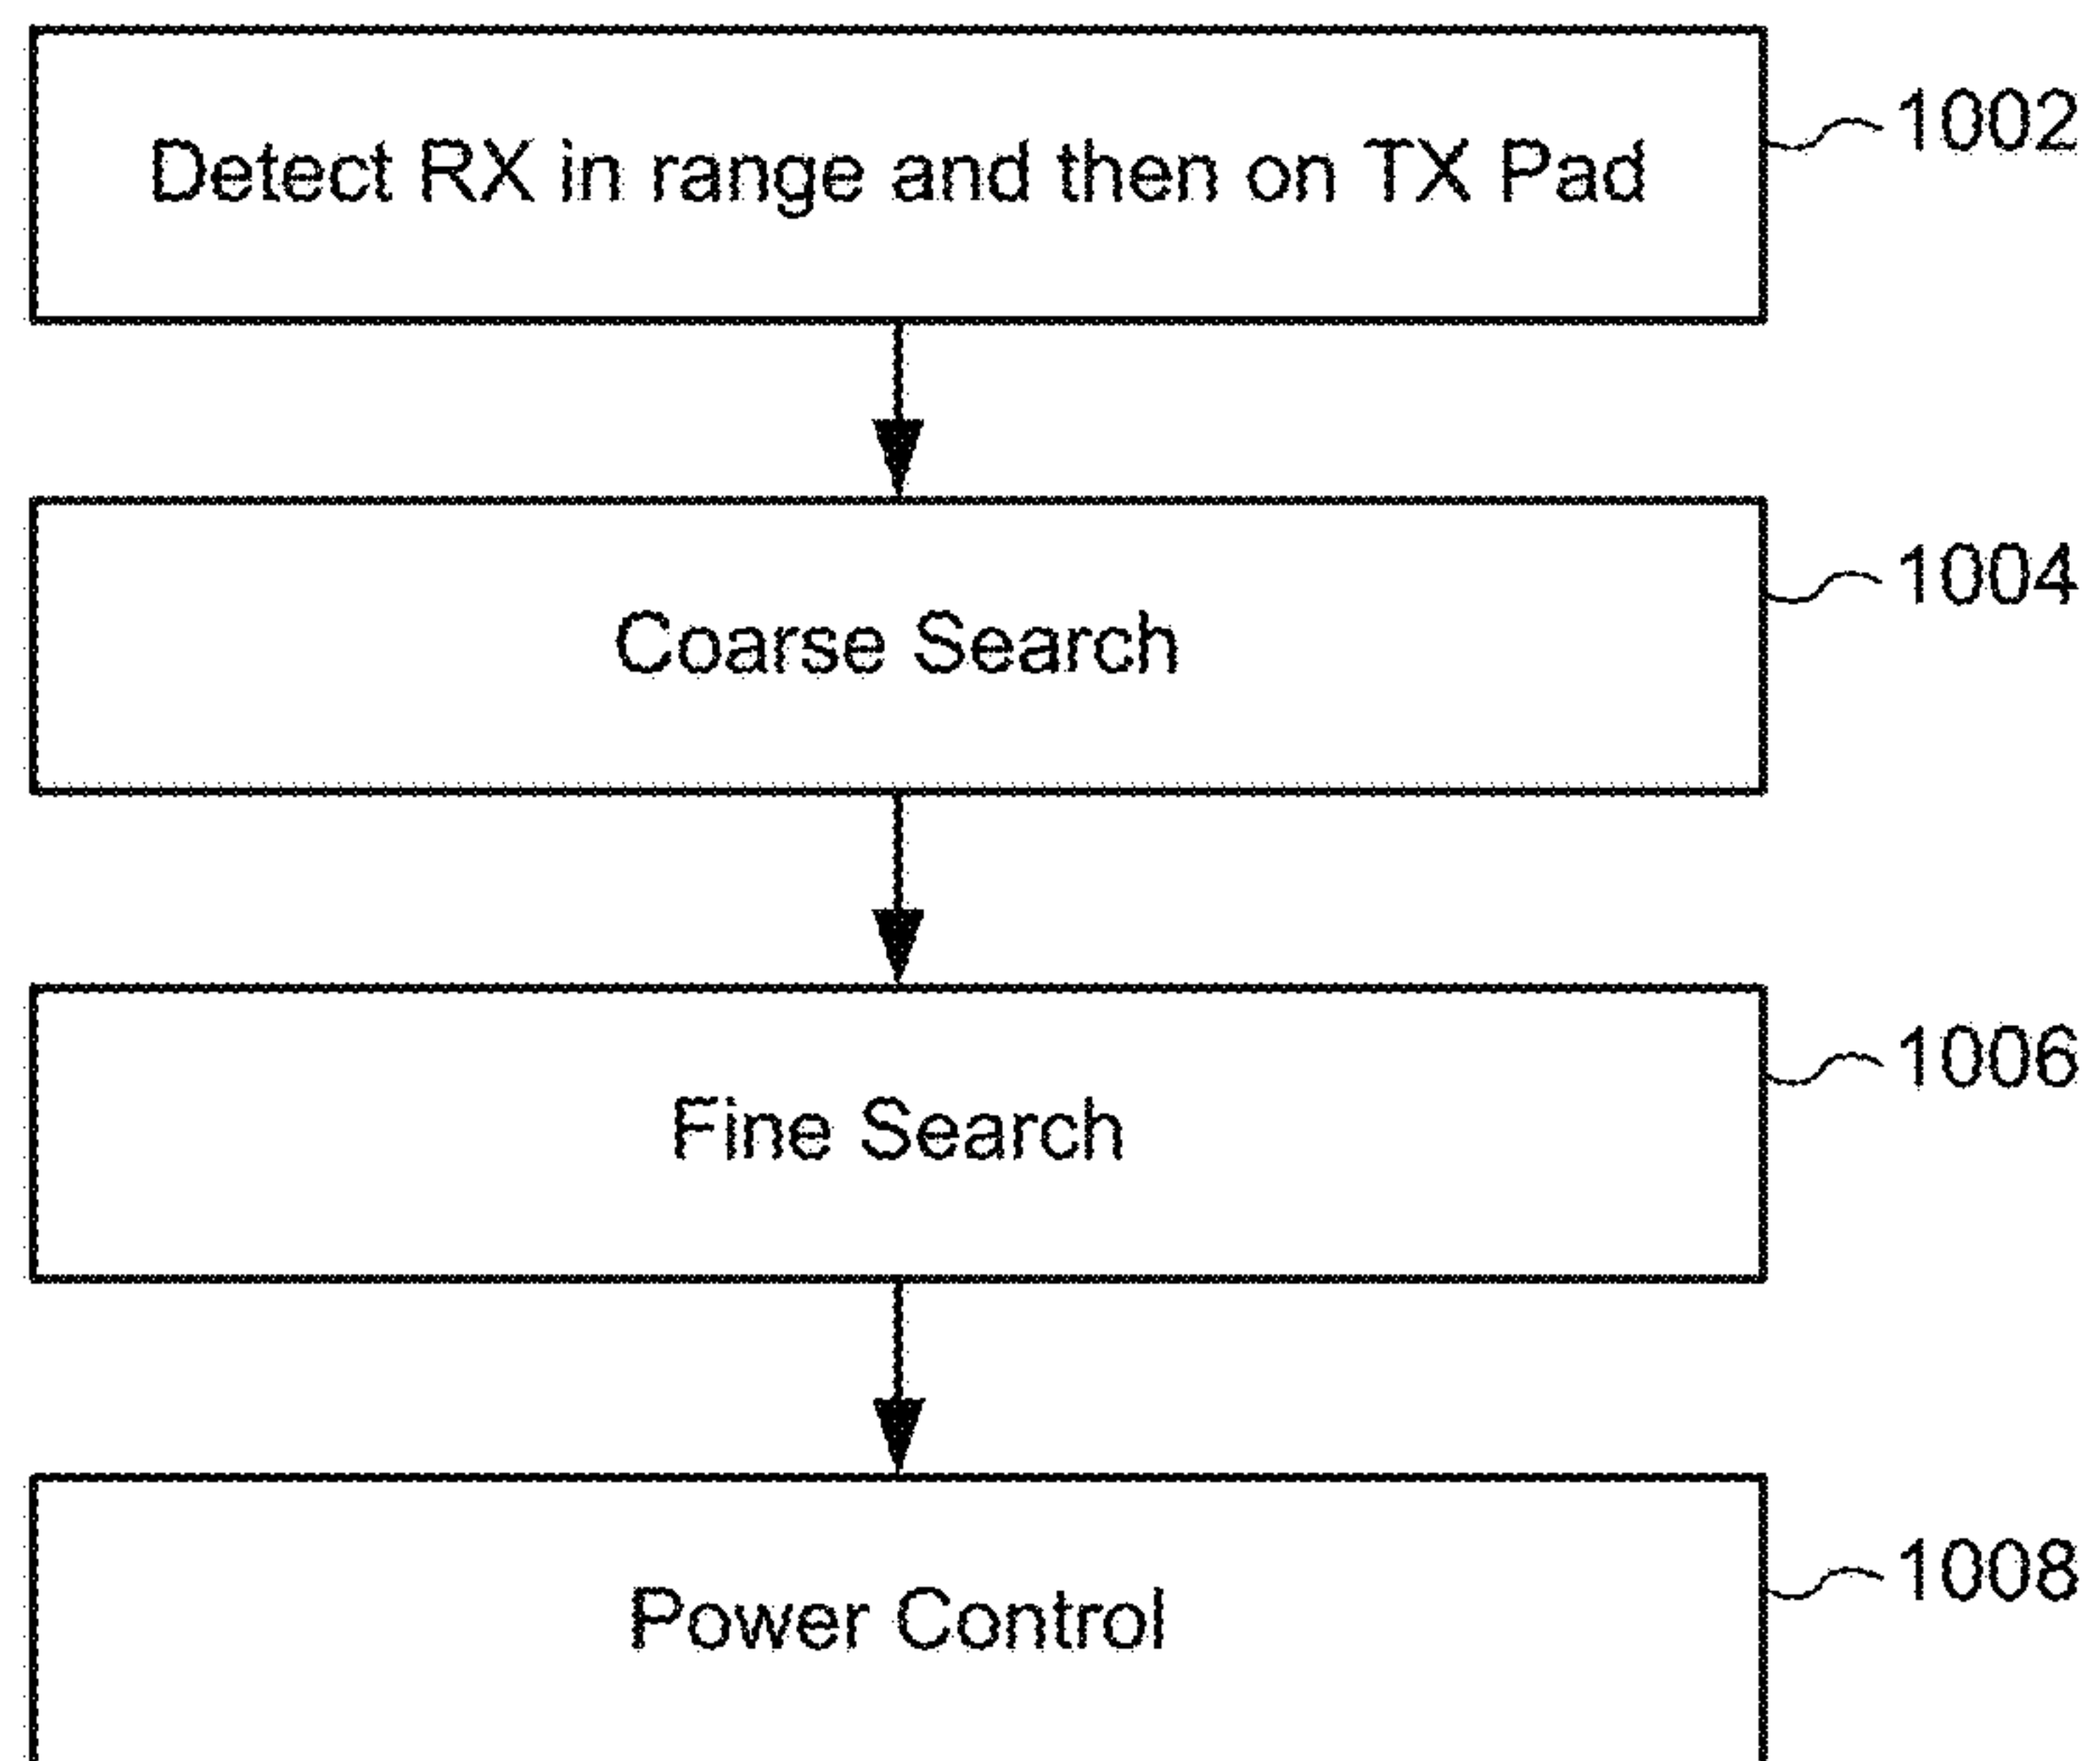 Detect RX in range and then on TX Pad
1002
Coarse Search
1004
Fine Search
1006
Power Control
1008